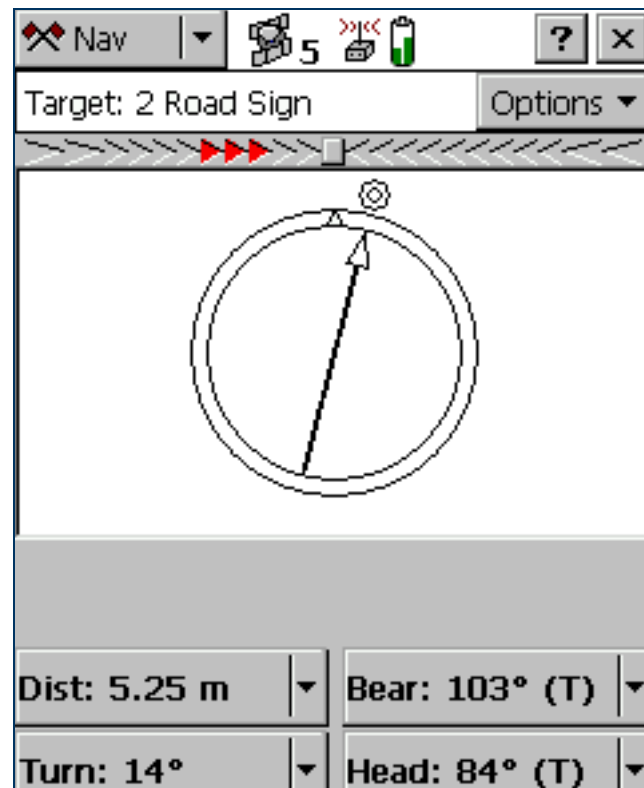 Nav 5 ? ×
Target: 2 Road Sign Options
Dist: 5.25 m Bear: 103° (T)
Turn: 14° Head: 84° (T)